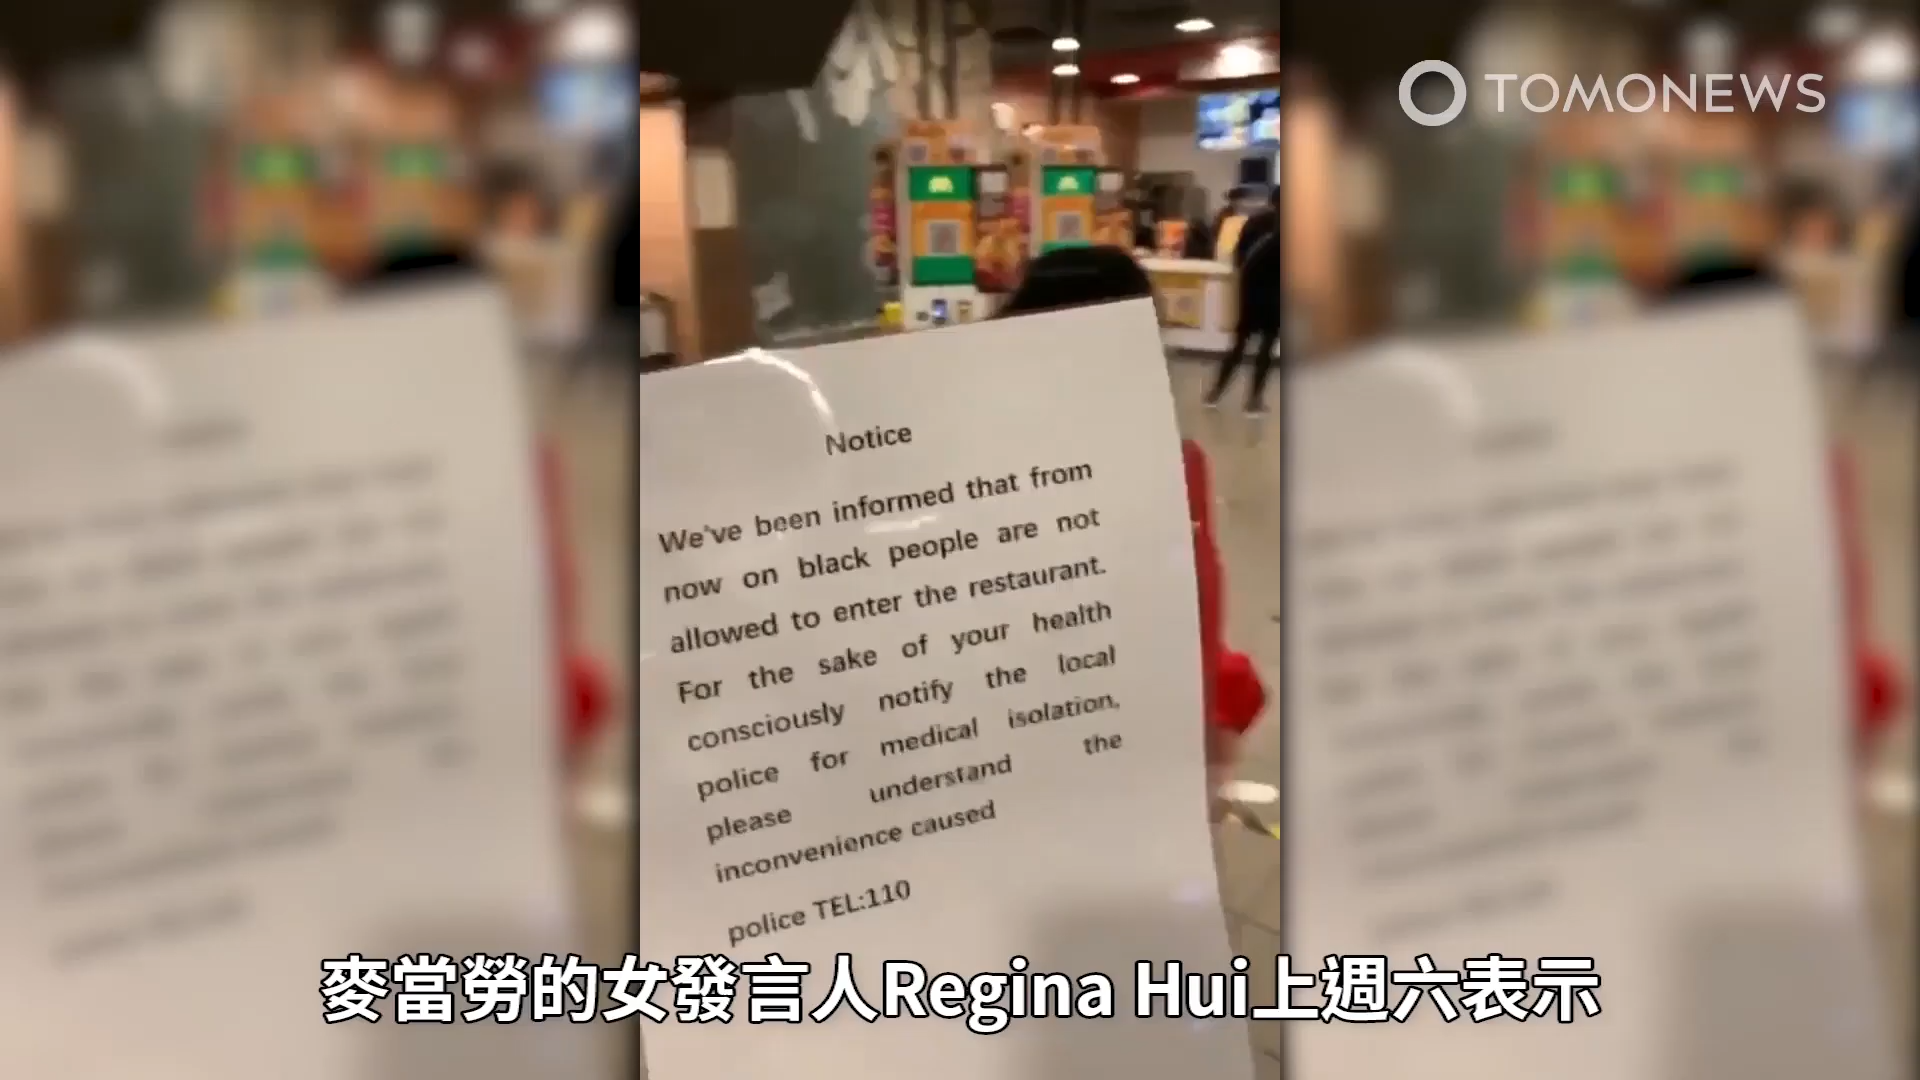 TOMONEWS
Notice
We've been informed that from
now on black people are not
allowed to enter the restaurant.
For the sake of your health
consciously notify the local
police for medical isolation,
please understand the
inconvenience caused
police TEL:110
麥當勞的女發言人Regina Hui上週六表示